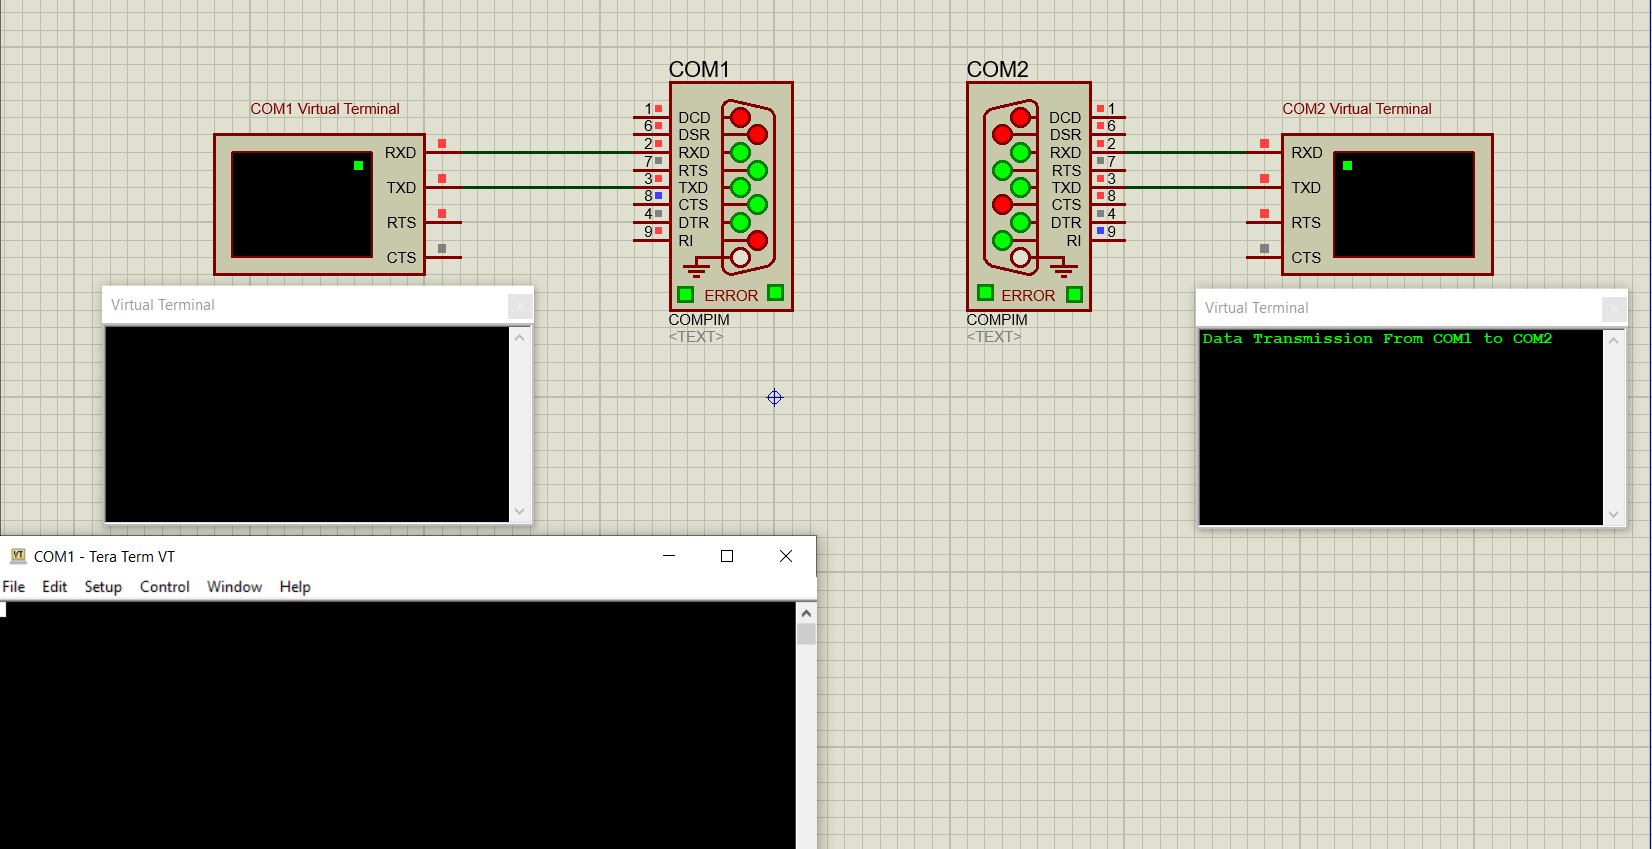 COM1
COM2
COM1 Virtual Terminal
COM2 Virtual Terminal
RXD
TXD
RTS
CTS
1 DCD
6 DSR
2 RXD
7 RTS
3 TXD
8 CTS
4 DTR
9 RI
ERROR
COMPIM
<TEXT>
DCD 1
DSR 6
RXD 2
RTS 7
TXD 3
CTS 8
DTR 4
RI 9
ERROR
COMPIM
<TEXT>
RXD
TXD
RTS
CTS
Virtual Terminal
Virtual Terminal
Data Transmission From COM1 to COM2
VT COM1 - Tera Term VT
File Edit Setup Control Window Help